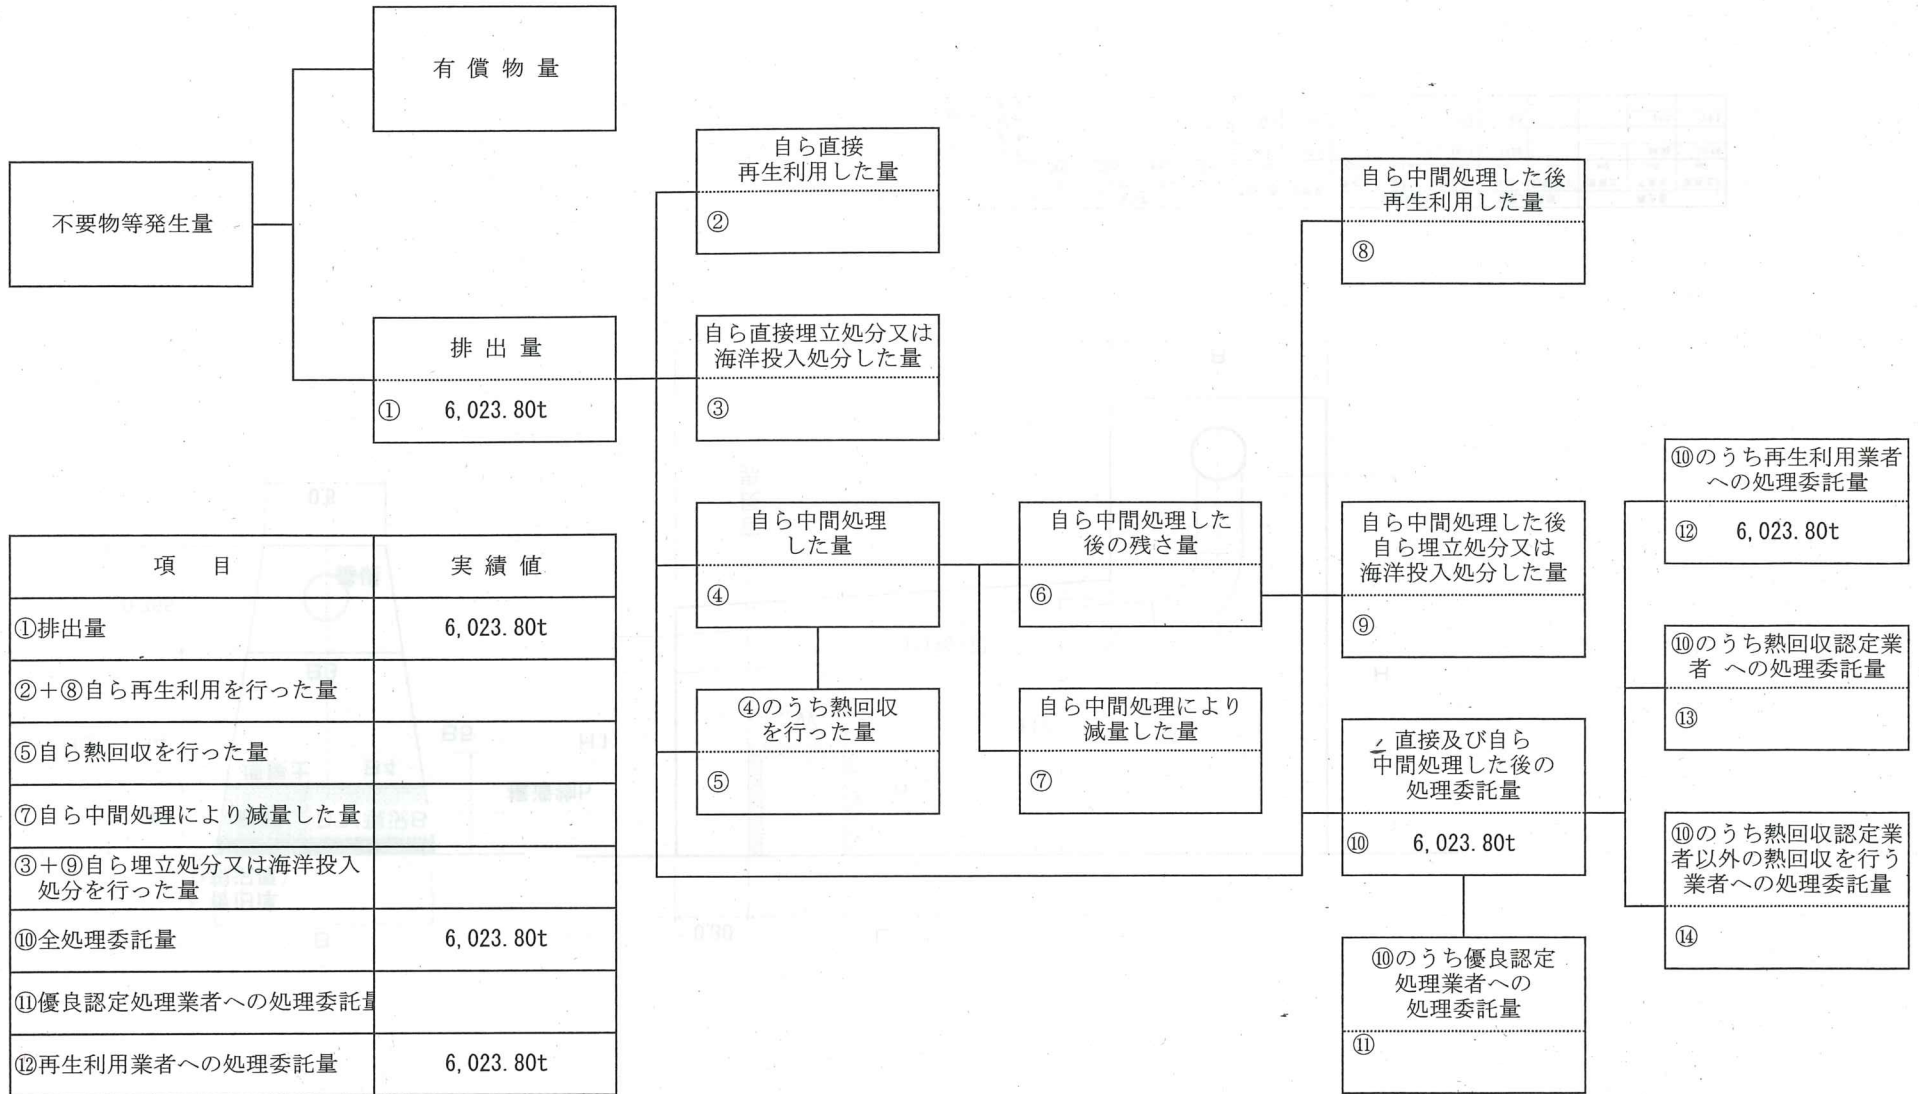 有 償 物 量
不要物等発生量
排 出 量
① 6,023.80t
自ら直接
再生利用した量
②
自ら直接埋立処分又は
海洋投入処分した量
③
自ら中間処理
した量
④
④のうち熱回収
を行った量
⑤
自ら中間処理した
後の残さ量
⑥
自ら中間処理により
減量した量
⑦
自ら中間処理した後
再生利用した量
⑧
自ら中間処理した後
自ら埋立処分又は
海洋投入処分した量
⑨
直接及び自ら
中間処理した後の
処理委託量
⑩ 6,023.80t
⑩のうち優良認定
処理業者への
処理委託量
⑪
⑩のうち再生利用業者
への処理委託量
⑫ 6,023.80t
⑩のうち熱回収認定業
者 への処理委託量
⑬
⑩のうち熱回収認定業
者以外の熱回収を行う
業者への処理委託量
⑭
項 目 実 績 値
①排出量 6,023.80t
②+⑧自ら再生利用を行った量
⑤自ら熱回収を行った量
⑦自ら中間処理により減量した量
③+⑨自ら埋立処分又は海洋投入
処分を行った量
⑩全処理委託量 6,023.80t
⑪優良認定処理業者への処理委託量
⑫再生利用業者への処理委託量 6,023.80t